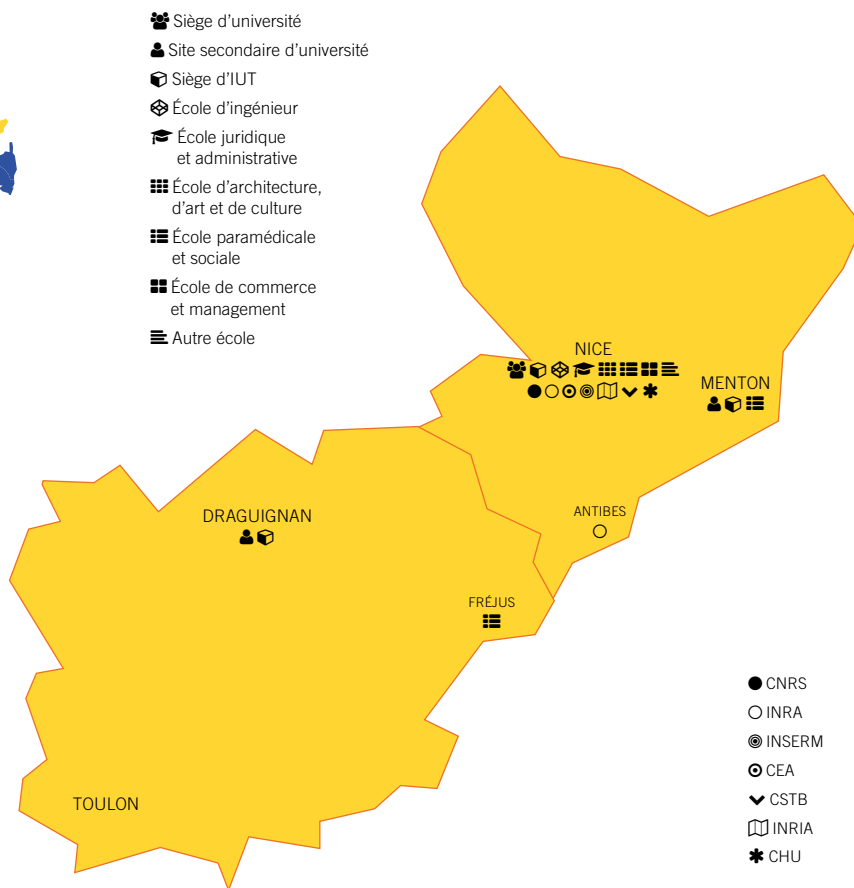 Siège d'université
Site secondaire d'université
Siège d'IUT
École d'ingénieur
École juridique
et administrative
École d'architecture,
d'art et de culture
École paramédicale
et sociale
École de commerce
et management
Autre école
NICE
MENTON
ANTIBES
DRAGUIGNAN
FRÉJUS
TOULON
CNRS
INRA
INSERM
CEA
CSTB
INRIA
CHU